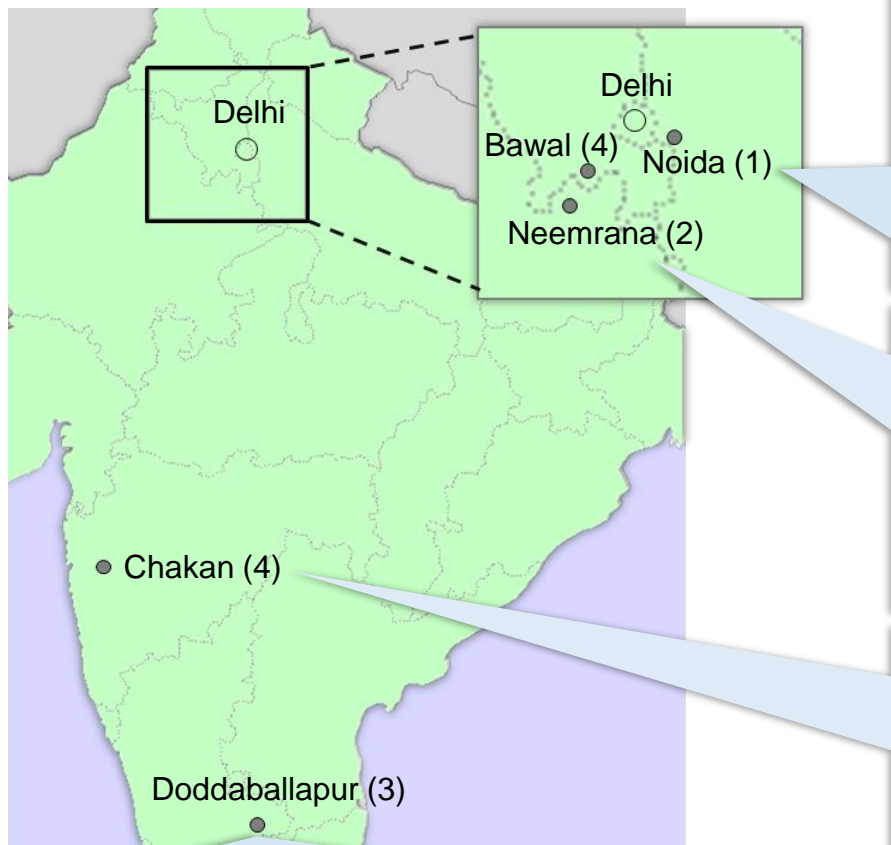 Delhi
Delhi
Bawal (4)
Noida (1)
Neemrana (2)
Chakan (4)
Doddaballapur (3)